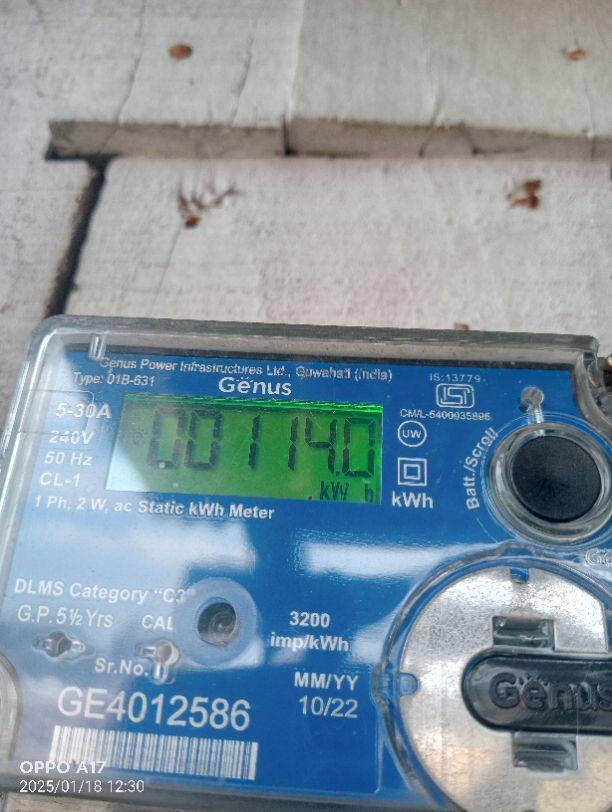 Genus Power Infrastructures Ltd., Guwahati (India)
Type: 01B-631
Genus
IS:13779
5-30A
240V
50 Hz
CL-1
001140
kW h
CM/L-5400935896
UW
kWh
Batt./Scroll
1 Ph, 2 W, ac Static kWh Meter
DLMS Category "C3"
G.P. 5½ Yrs
CAL
3200
imp/kWh
Sr.No.
GE4012586
MM/YY
10/22
Gënus
OPPO A17
2025/01/18 12:30